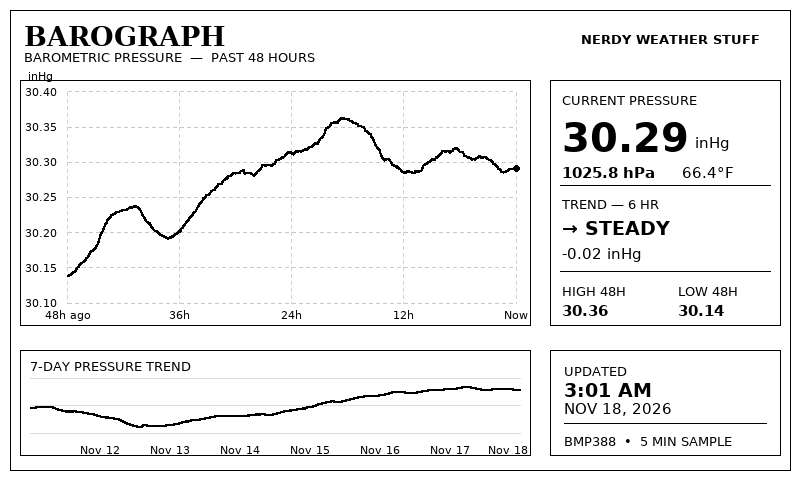 BAROGRAPH
BAROMETRIC PRESSURE — PAST 48 HOURS
NERDY WEATHER STUFF
inHg
30.40
30.35
30.30
30.25
30.20
30.15
30.10
48h ago 36h 24h 12h Now
CURRENT PRESSURE
30.29 inHg
1025.8 hPa 66.4°F
TREND — 6 HR
→ STEADY
-0.02 inHg
HIGH 48H LOW 48H
30.36 30.14
7-DAY PRESSURE TREND
Nov 12 Nov 13 Nov 14 Nov 15 Nov 16 Nov 17 Nov 18
UPDATED
3:01 AM
NOV 18, 2026
BMP388 • 5 MIN SAMPLE